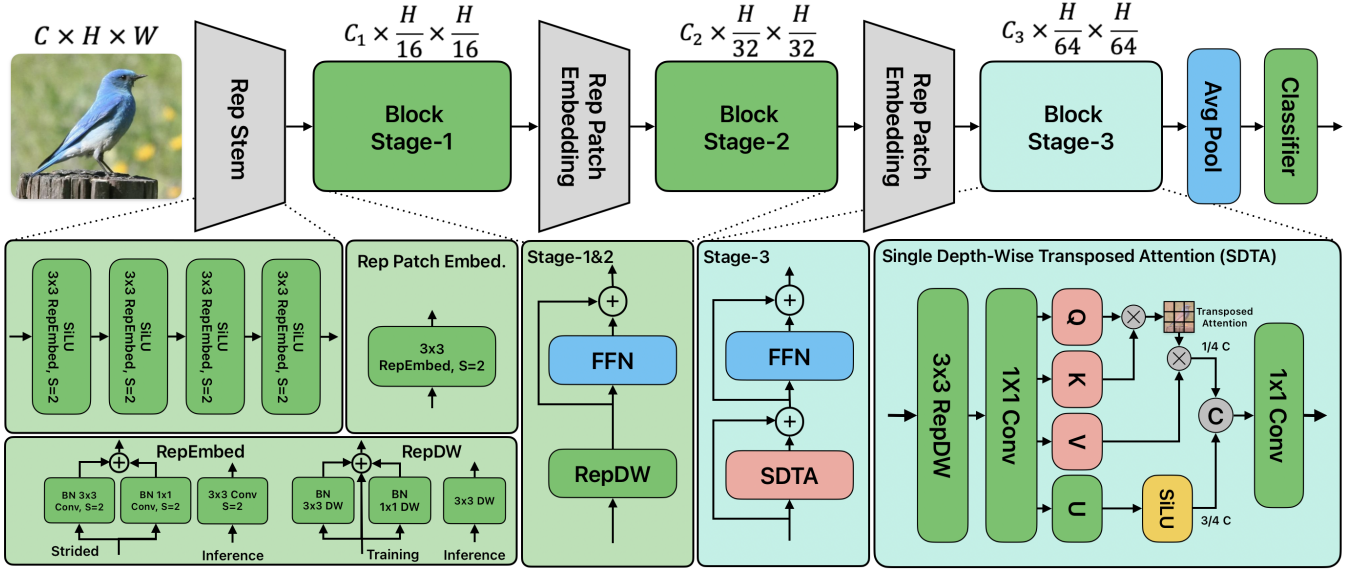 C × H × W
Rep Stem
C₁ × H/16 × H/16
Block
Stage-1
Rep Patch
Embedding
C₂ × H/32 × H/32
Block
Stage-2
Rep Patch
Embedding
C₃ × H/64 × H/64
Block
Stage-3
Avg Pool
Classifier
SiLU
3x3 RepEmbed, S=2
SiLU
3x3 RepEmbed, S=2
SiLU
3x3 RepEmbed, S=2
SiLU
3x3 RepEmbed, S=2
Rep Patch Embed.
3x3
RepEmbed, S=2
RepEmbed
BN 3x3
Conv, S=2
BN 1x1
Conv, S=2
3x3 Conv
S=2
Strided
Inference
RepDW
BN
3x3 DW
BN
1x1 DW
3x3 DW
Training
Inference
Stage-1&2
+
FFN
RepDW
Stage-3
+
FFN
+
SDTA
Single Depth-Wise Transposed Attention (SDTA)
3x3 RepDW
1X1 Conv
Q
K
V
U
Transposed
Attention
1/4 C
SiLU
3/4 C
C
1x1 Conv